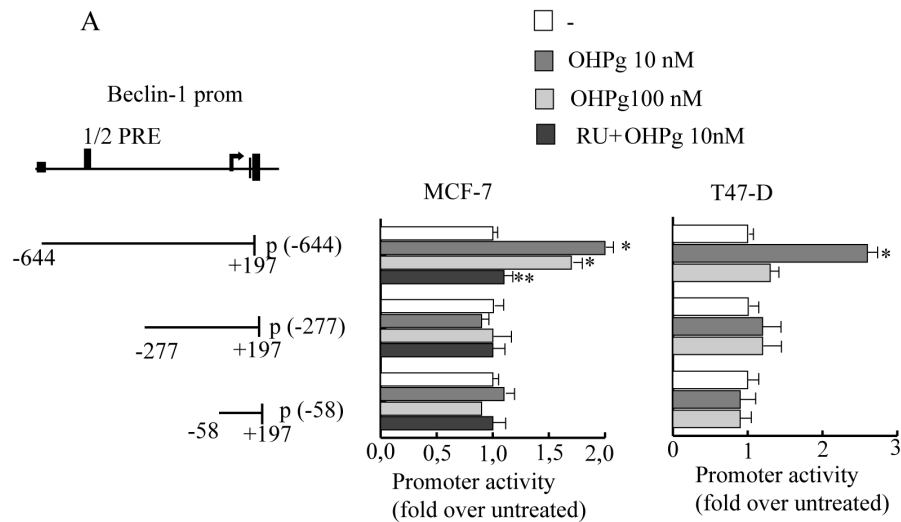 A
-
OHPg 10 nM
OHPg100 nM
RU+OHPg 10nM
Beclin-1 prom
1/2 PRE
MCF-7
T47-D
-644
+197
p (-644)
*
*
**
*
-277
+197
p (-277)
-58
+197
p (-58)
0,0 0,5 1,0 1,5 2,0
0 1 2 3
Promoter activity
(fold over untreated)
Promoter activity
(fold over untreated)